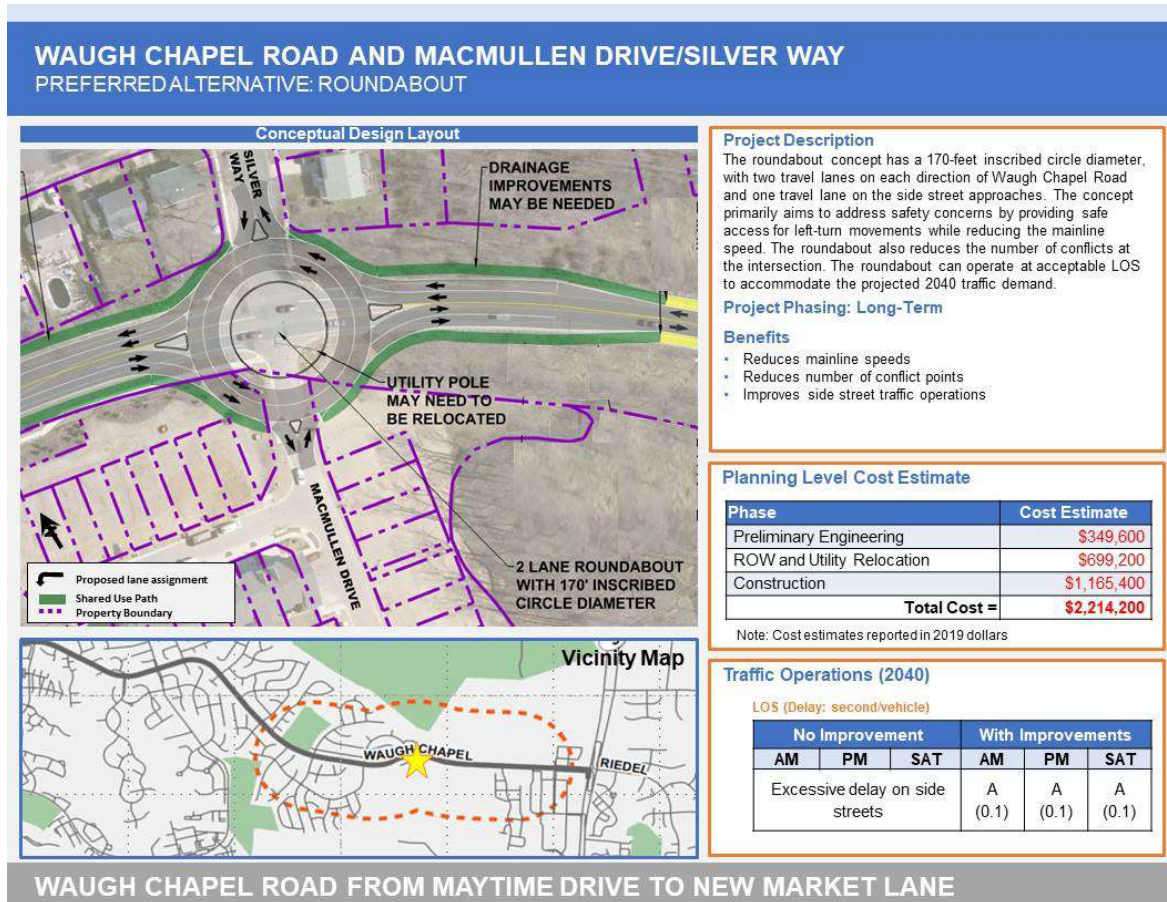 WAUGH CHAPEL ROAD AND MACMULLEN DRIVE/SILVER WAY
PREFERRED ALTERNATIVE: ROUNDABOUT
Conceptual Design Layout
SILVER
WAY
DRAINAGE
IMPROVEMENTS
MAY BE NEEDED
UTILITY POLE
MAY NEED TO
BE RELOCATED
MACMULLEN DRIVE
2 LANE ROUNDABOUT
WITH 170' INSCRIBED
CIRCLE DIAMETER
Proposed lane assignment
Shared Use Path
Property Boundary
Vicinity Map
WAUGH CHAPEL
RIEDEL
Project Description
The roundabout concept has a 170-feet inscribed circle diameter,
with two travel lanes on each direction of Waugh Chapel Road
and one travel lane on the side street approaches. The concept
primarily aims to address safety concerns by providing safe
access for left-turn movements while reducing the mainline
speed. The roundabout also reduces the number of conflicts at
the intersection. The roundabout can operate at acceptable LOS
to accommodate the projected 2040 traffic demand.
Project Phasing: Long-Term
Benefits
• Reduces mainline speeds
• Reduces number of conflict points
• Improves side street traffic operations
Planning Level Cost Estimate
Phase Cost Estimate
Preliminary Engineering $349,600
ROW and Utility Relocation $699,200
Construction $1,165,400
Total Cost = $2,214,200
Note: Cost estimates reported in 2019 dollars
Traffic Operations (2040)
LOS (Delay: second/vehicle)
No Improvement With Improvements
AM PM SAT AM PM SAT
Excessive delay on side
streets
A A A
(0.1) (0.1) (0.1)
WAUGH CHAPEL ROAD FROM MAYTIME DRIVE TO NEW MARKET LANE